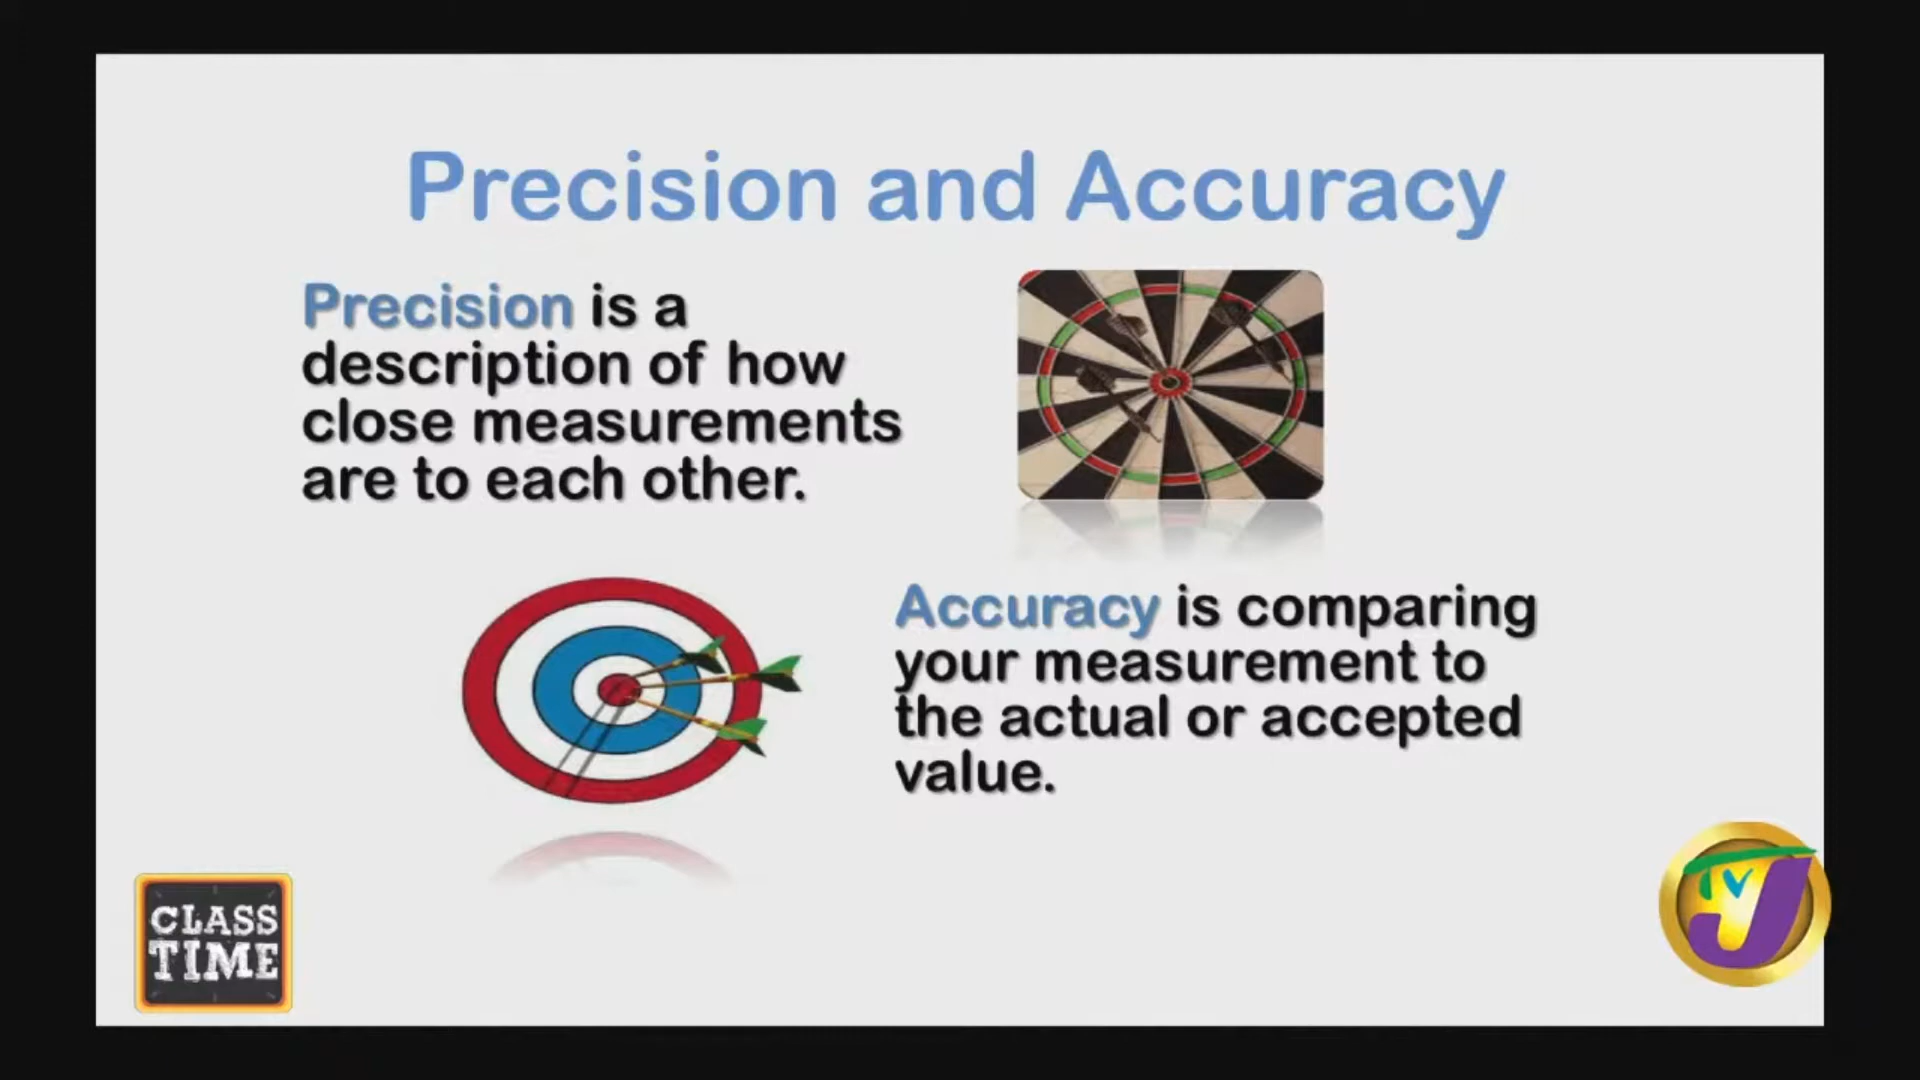 Precision and Accuracy
Precision is a
description of how
close measurements
are to each other.
Accuracy is comparing
your measurement to
the actual or accepted
value.
CLASS
TIME
TVJ